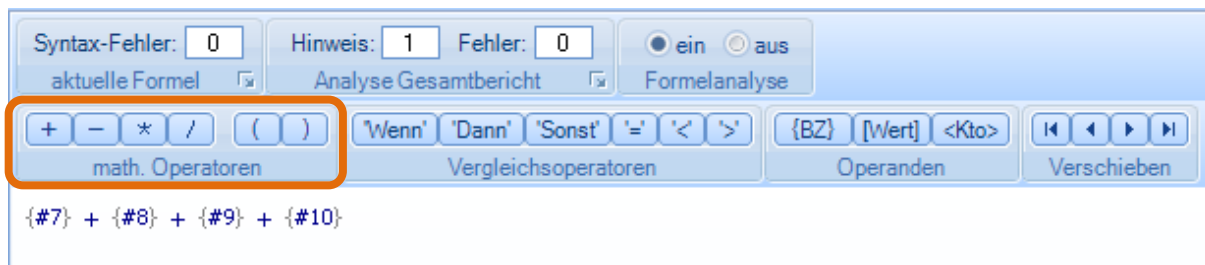 Syntax-Fehler: 0 Hinweis: 1 Fehler: 0 ein aus
aktuelle Formel Analyse Gesamtbericht Formelanalyse
+ − * / ( ) 'Wenn' 'Dann' 'Sonst' '=' '<' '>' {BZ} [Wert] <Kto>
math. Operatoren Vergleichsoperatoren Operanden Verschieben
{#7} + {#8} + {#9} + {#10}